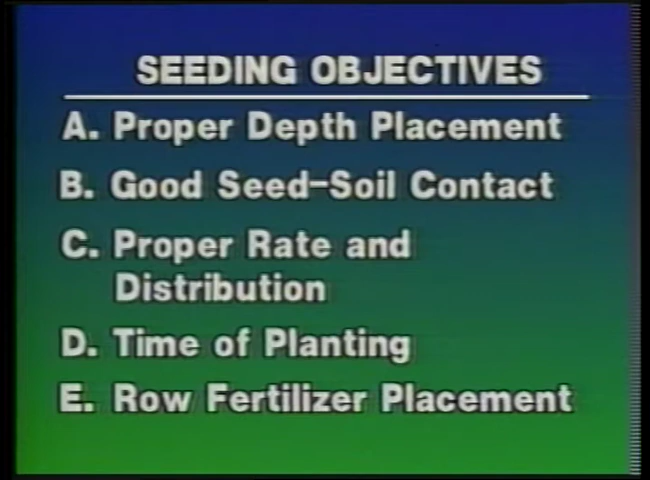 SEEDING OBJECTIVES
A. Proper Depth Placement
B. Good Seed-Soil Contact
C. Proper Rate and
Distribution
D. Time of Planting
E. Row Fertilizer Placement